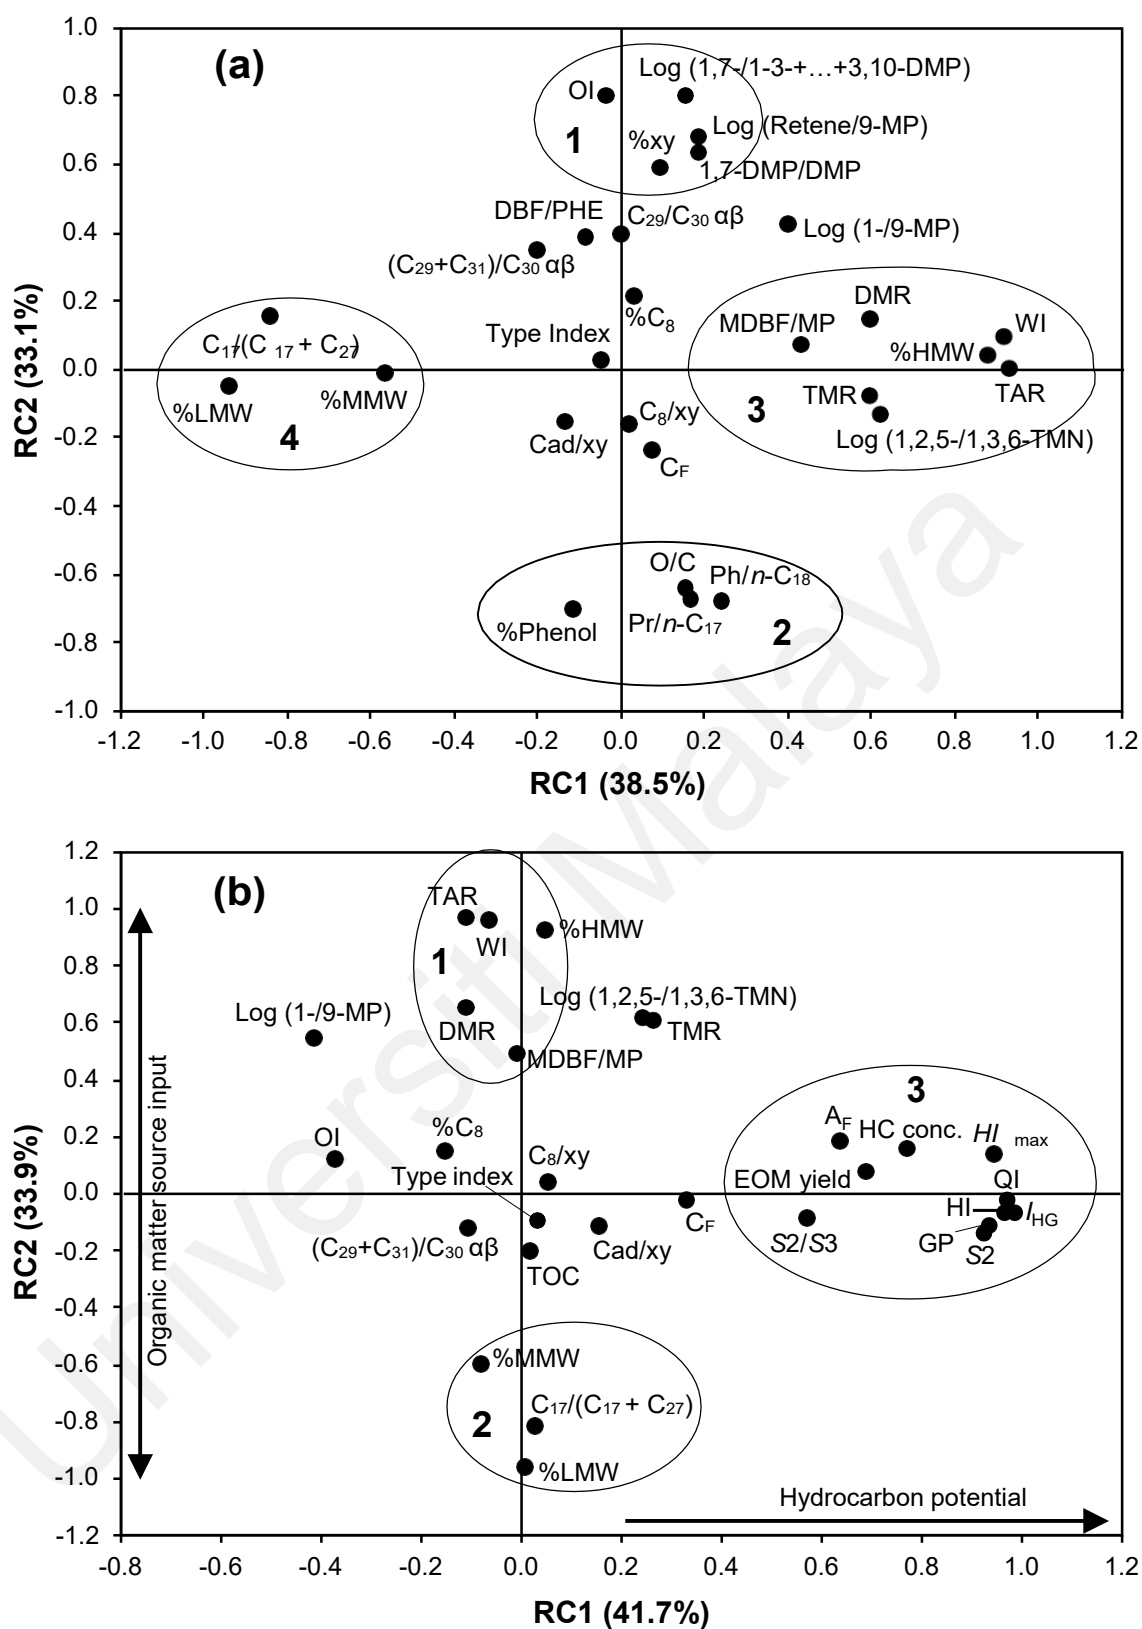 (a)
1.0
0.8
0.6
0.4
0.2
0.0
-0.2
-0.4
-0.6
-0.8
-1.0
RC2 (33.1%)
OI
Log (1,7-/1-3-+…+3,10-DMP)
1
Log (Retene/9-MP)
%xy
1,7-DMP/DMP
DBF/PHE
C29/C30 αβ
Log (1-/9-MP)
(C29+C31)/C30 αβ
%C8
DMR
MDBF/MP
WI
Type Index
%HMW
C17/(C 17 + C27)
TAR
%LMW
%MMW
4
TMR
3
Log (1,2,5-/1,3,6-TMN)
C8/xy
Cad/xy
CF
O/C
Ph/n-C18
%Phenol
Pr/n-C17
2
-1.2 -1.0 -0.8 -0.6 -0.4 -0.2 0.0 0.2 0.4 0.6 0.8 1.0 1.2
RC1 (38.5%)
(b)
1.2
1.0
0.8
0.6
0.4
0.2
0.0
-0.2
-0.4
-0.6
-0.8
-1.0
-1.2
RC2 (33.9%)
Organic matter source input
TAR
WI
%HMW
1
Log (1-/9-MP)
DMR
Log (1,2,5-/1,3,6-TMN)
TMR
MDBF/MP
3
OI
%C8
AF
HC conc.
HI max
C8/xy
Type index
EOM yield
QI
HI
IHG
CF
S2/S3
GP
S2
(C29+C31)/C30 αβ
Cad/xy
TOC
%MMW
C17/(C17 + C27)
2
%LMW
Hydrocarbon potential
-0.8 -0.6 -0.4 -0.2 0.0 0.2 0.4 0.6 0.8 1.0 1.2
RC1 (41.7%)
Universiti Malaya